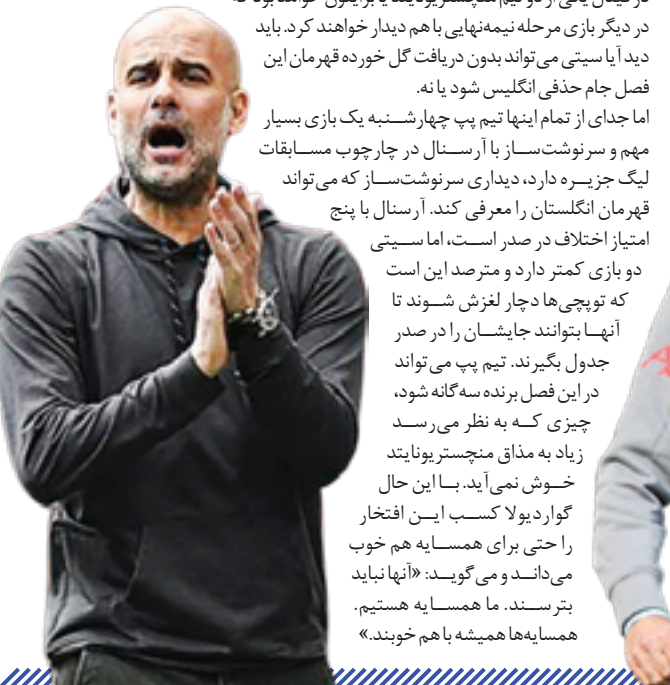 در دیگر بازی مرحله نیمه‌نهایی با هم دیدار خواهند کرد. باید
دید آیا سیتی می‌تواند بدون دریافت گل خورده قهرمان این
فصل جام حذفی انگلیس شود یا نه.
اما جدای از تمام اینها تیم پپ چهارشنبه یک بازی بسیار
مهم و سرنوشت‌ساز با آرسنال در چارچوب مسابقات
لیگ جزیره دارد، دیداری سرنوشت‌ساز که می‌تواند
قهرمان انگلستان را معرفی کند. آرسنال با پنج
امتیاز اختلاف در صدر است، اما سیتی
دو بازی کمتر دارد و مترصد این است
که توپچی‌ها دچار لغزش شوند تا
آنها بتوانند جایشان را در صدر
جدول بگیرند. تیم پپ می‌تواند
در این فصل برنده سه‌گانه شود،
چیزی که به نظر می‌رسد
زیاد به مذاق منچستریونایتد
خوش نمی‌آید. با این حال
گواردیولا کسب این افتخار
را حتی برای همسایه هم خوب
می‌داند و می‌گوید: «آنها نباید
بترسند. ما همسایه هستیم.
همسایه‌ها همیشه با هم خوبند.»